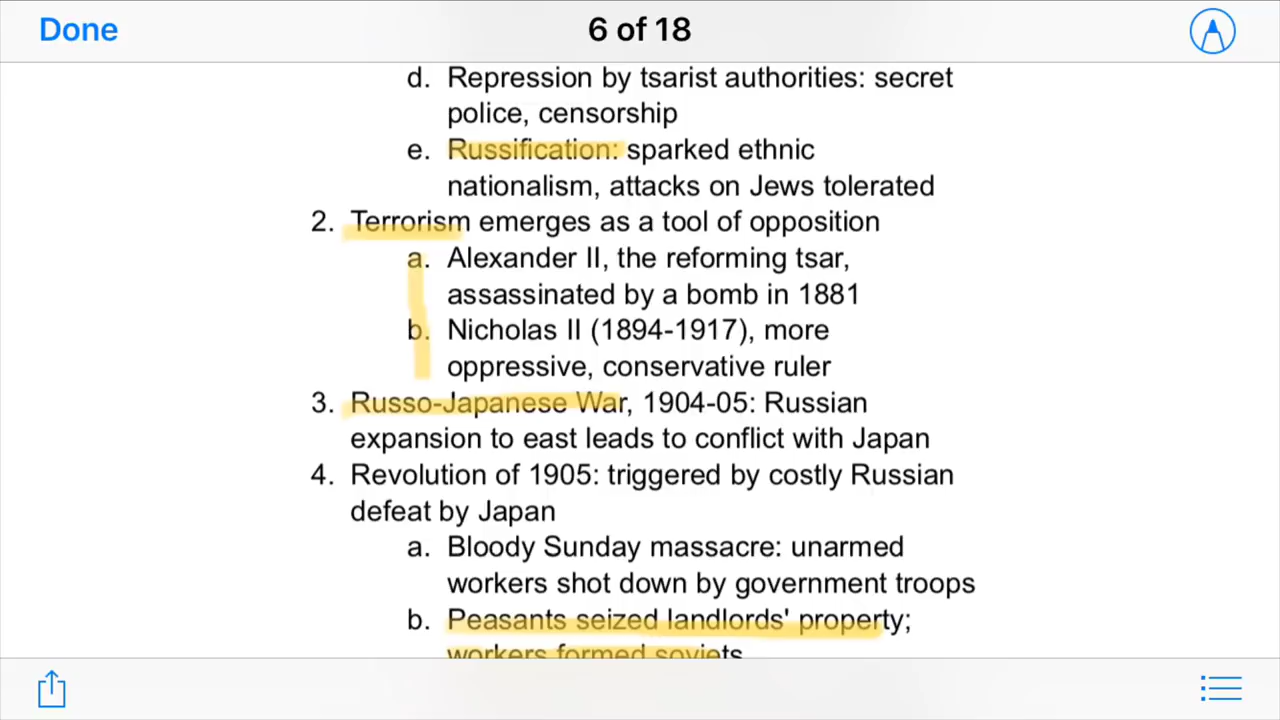 Done
6 of 18
d. Repression by tsarist authorities: secret
police, censorship
e. Russification: sparked ethnic
nationalism, attacks on Jews tolerated
2. Terrorism emerges as a tool of opposition
a. Alexander II, the reforming tsar,
assassinated by a bomb in 1881
b. Nicholas II (1894-1917), more
oppressive, conservative ruler
3. Russo-Japanese War, 1904-05: Russian
expansion to east leads to conflict with Japan
4. Revolution of 1905: triggered by costly Russian
defeat by Japan
a. Bloody Sunday massacre: unarmed
workers shot down by government troops
b. Peasants seized landlords' property;
workers formed soviets